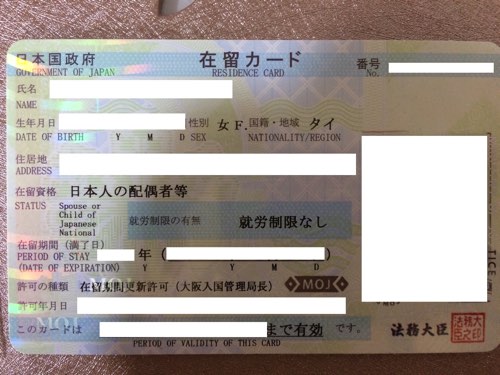 日本国政府 在留カード 番号
GOVERNMENT OF JAPAN RESIDENCE CARD No.
氏名
NAME
生年月日 性別 女 F. 国籍・地域 タイ
DATE OF BIRTH Y M D SEX NATIONALITY/REGION
住居地
ADDRESS
在留資格 日本人の配偶者等
STATUS Spouse or
Child of
Japanese
National
就労制限の有無 就労制限なし
在留期間（満了日） 年（
PERIOD OF STAY
(DATE OF EXPIRATION) Y Y M D
許可の種類 在留期間更新許可（大阪入国管理局長） MOJ
許可年月日
このカードは まで有効 です。
MOJ
PERIOD OF VALIDITY OF THIS CARD
法務大臣